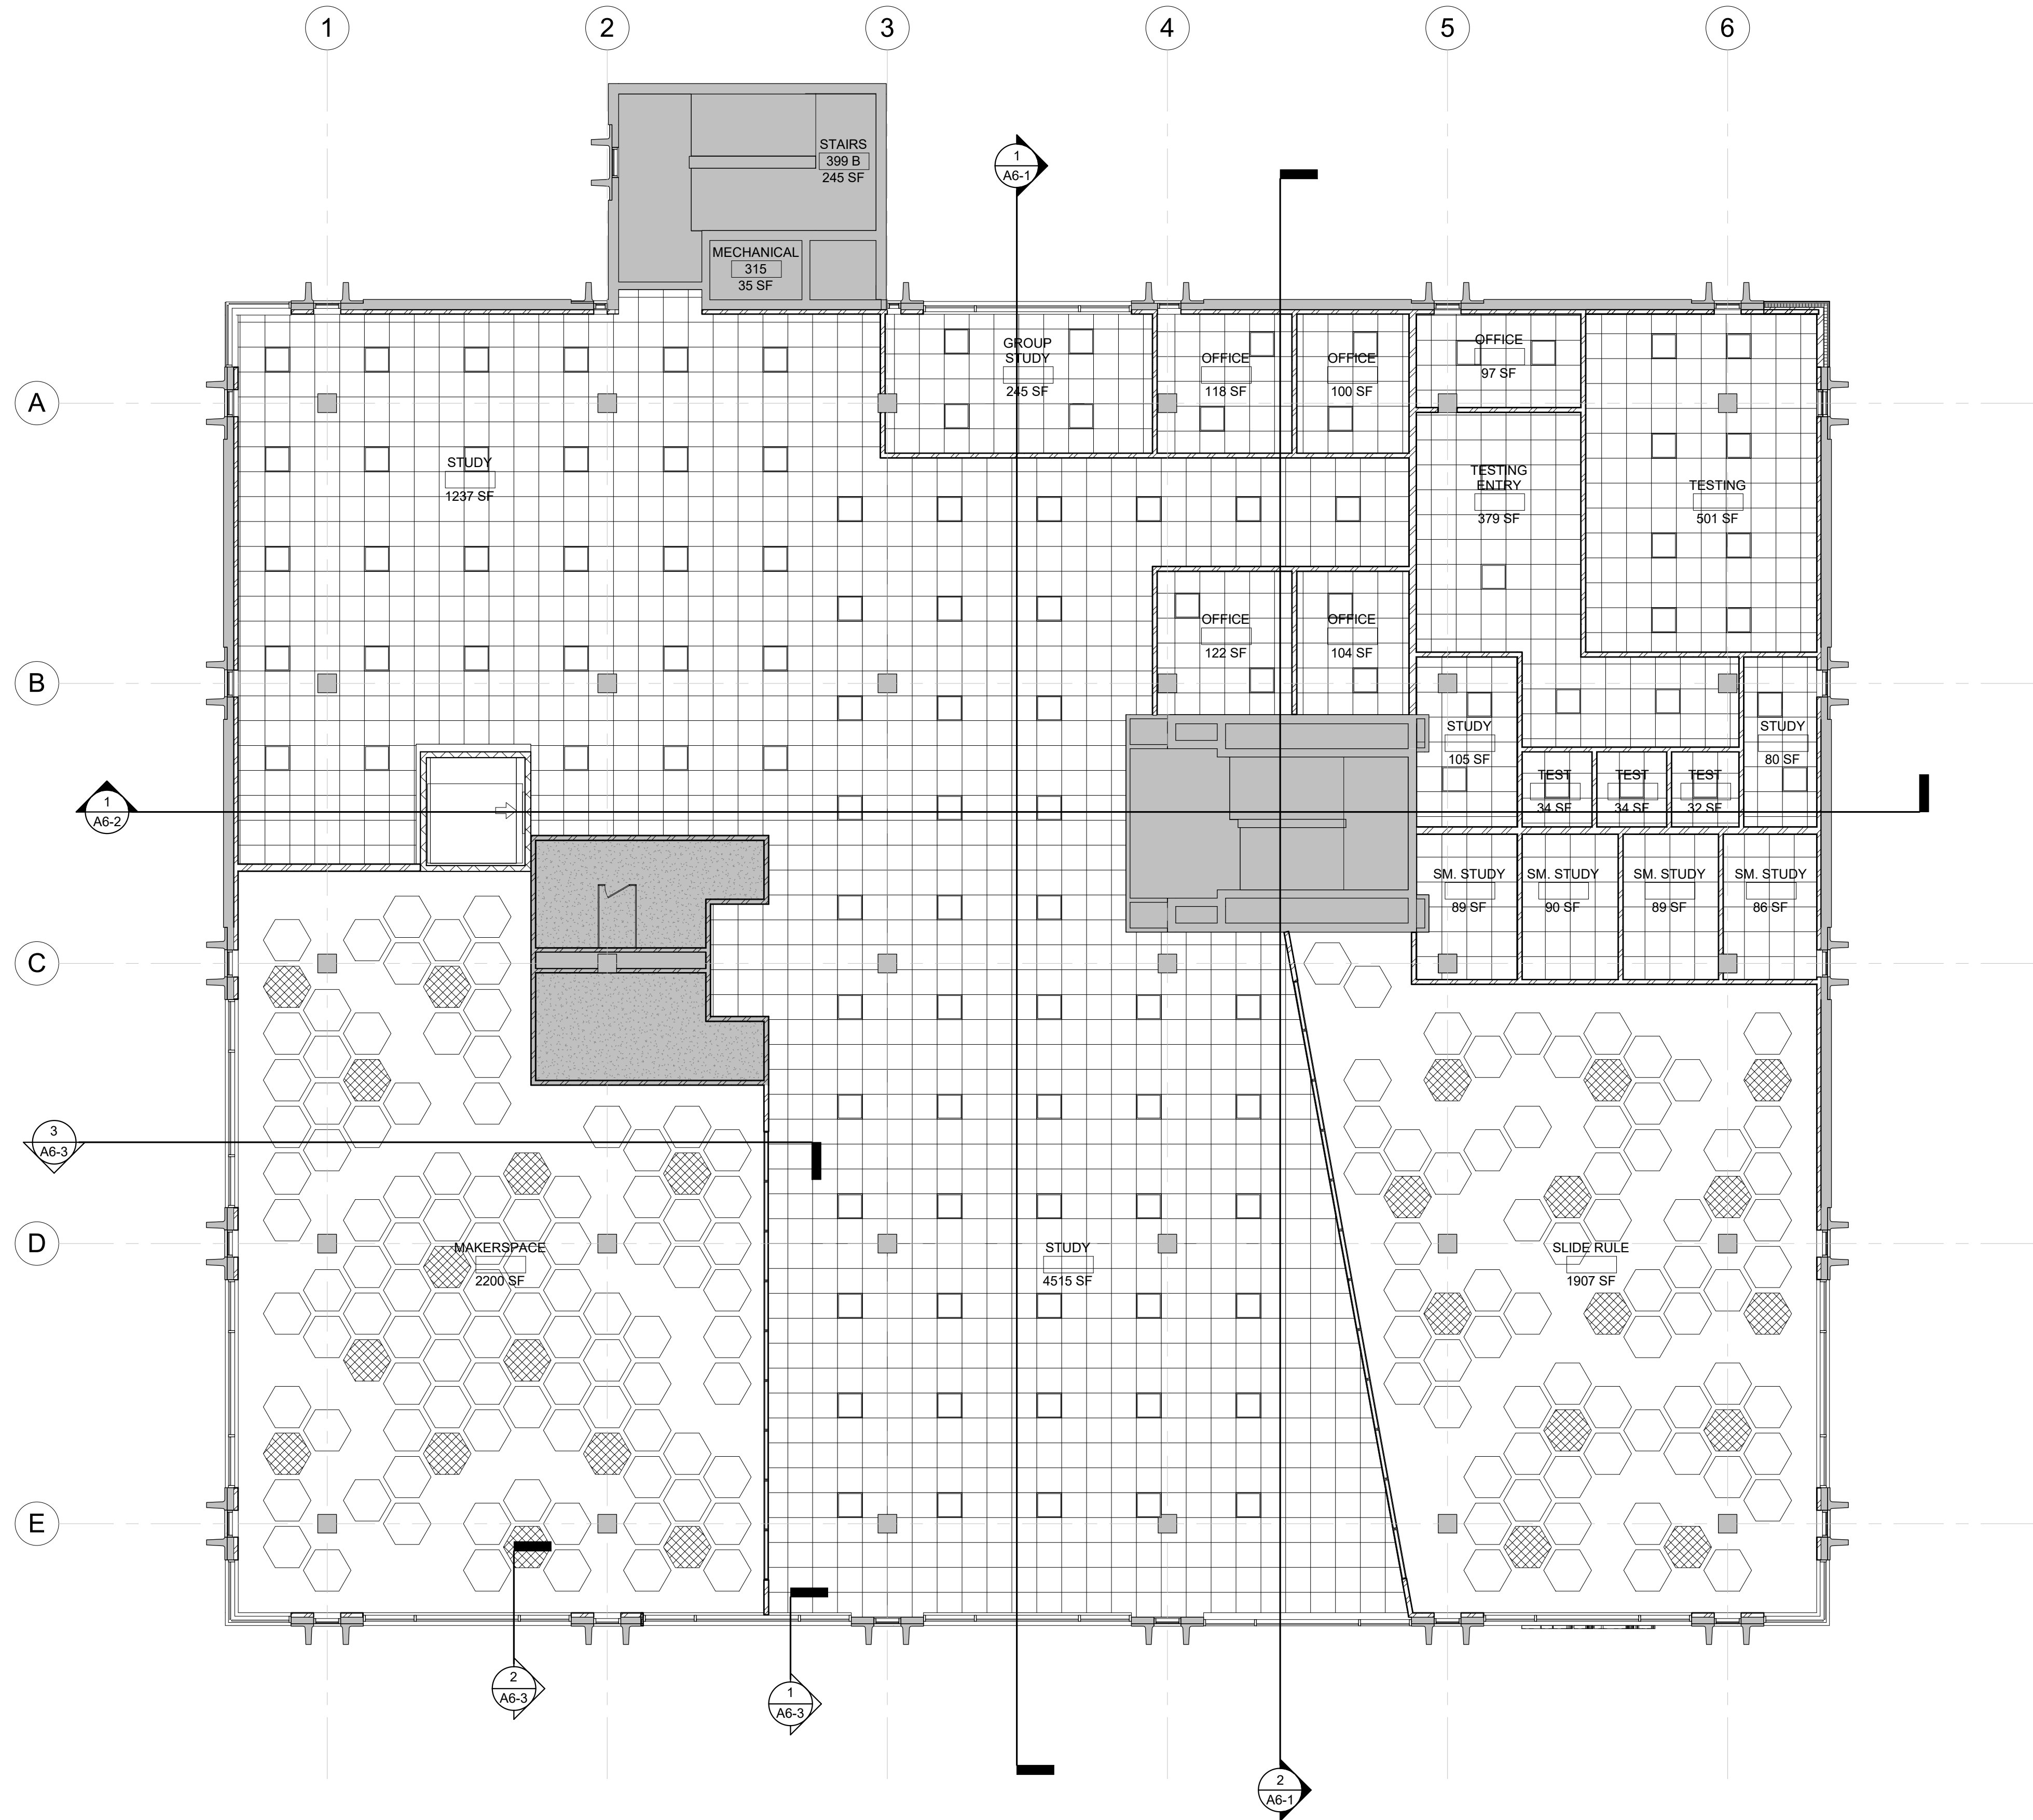 1
2
3
4
5
6
STAIRS
399 B
245 SF
1
A6-1
MECHANICAL
315
35 SF
GROUP
STUDY
245 SF
OFFICE
118 SF
OFFICE
100 SF
OFFICE
97 SF
A
STUDY
1237 SF
TESTING
ENTRY
379 SF
TESTING
501 SF
OFFICE
122 SF
OFFICE
104 SF
B
STUDY
105 SF
STUDY
80 SF
TEST
34 SF
TEST
34 SF
TEST
32 SF
1
A6-2
SM. STUDY
89 SF
SM. STUDY
90 SF
SM. STUDY
89 SF
SM. STUDY
86 SF
C
3
A6-3
D
MAKERSPACE
2200 SF
STUDY
4515 SF
SLIDE RULE
1907 SF
E
2
A6-3
1
A6-3
2
A6-1